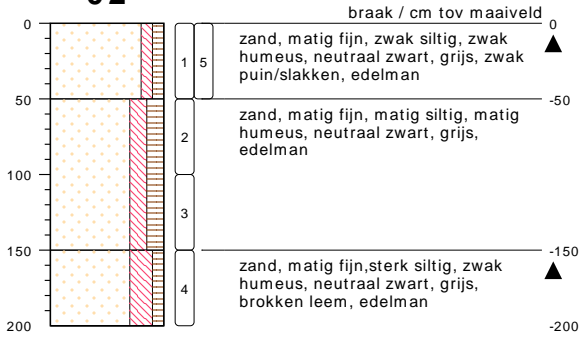 braak / cm tov maaiveld
0
0
zand, matig fijn, zwak siltig, zwak
humeus, neutraal zwart, grijs, zwak
puin/slakken, edelman
1
5
50
-50
zand, matig fijn, matig siltig, matig
humeus, neutraal zwart, grijs,
edelman
2
100
3
150
-150
zand, matig fijn,sterk siltig, zwak
humeus, neutraal zwart, grijs,
brokken leem, edelman
4
200
-200